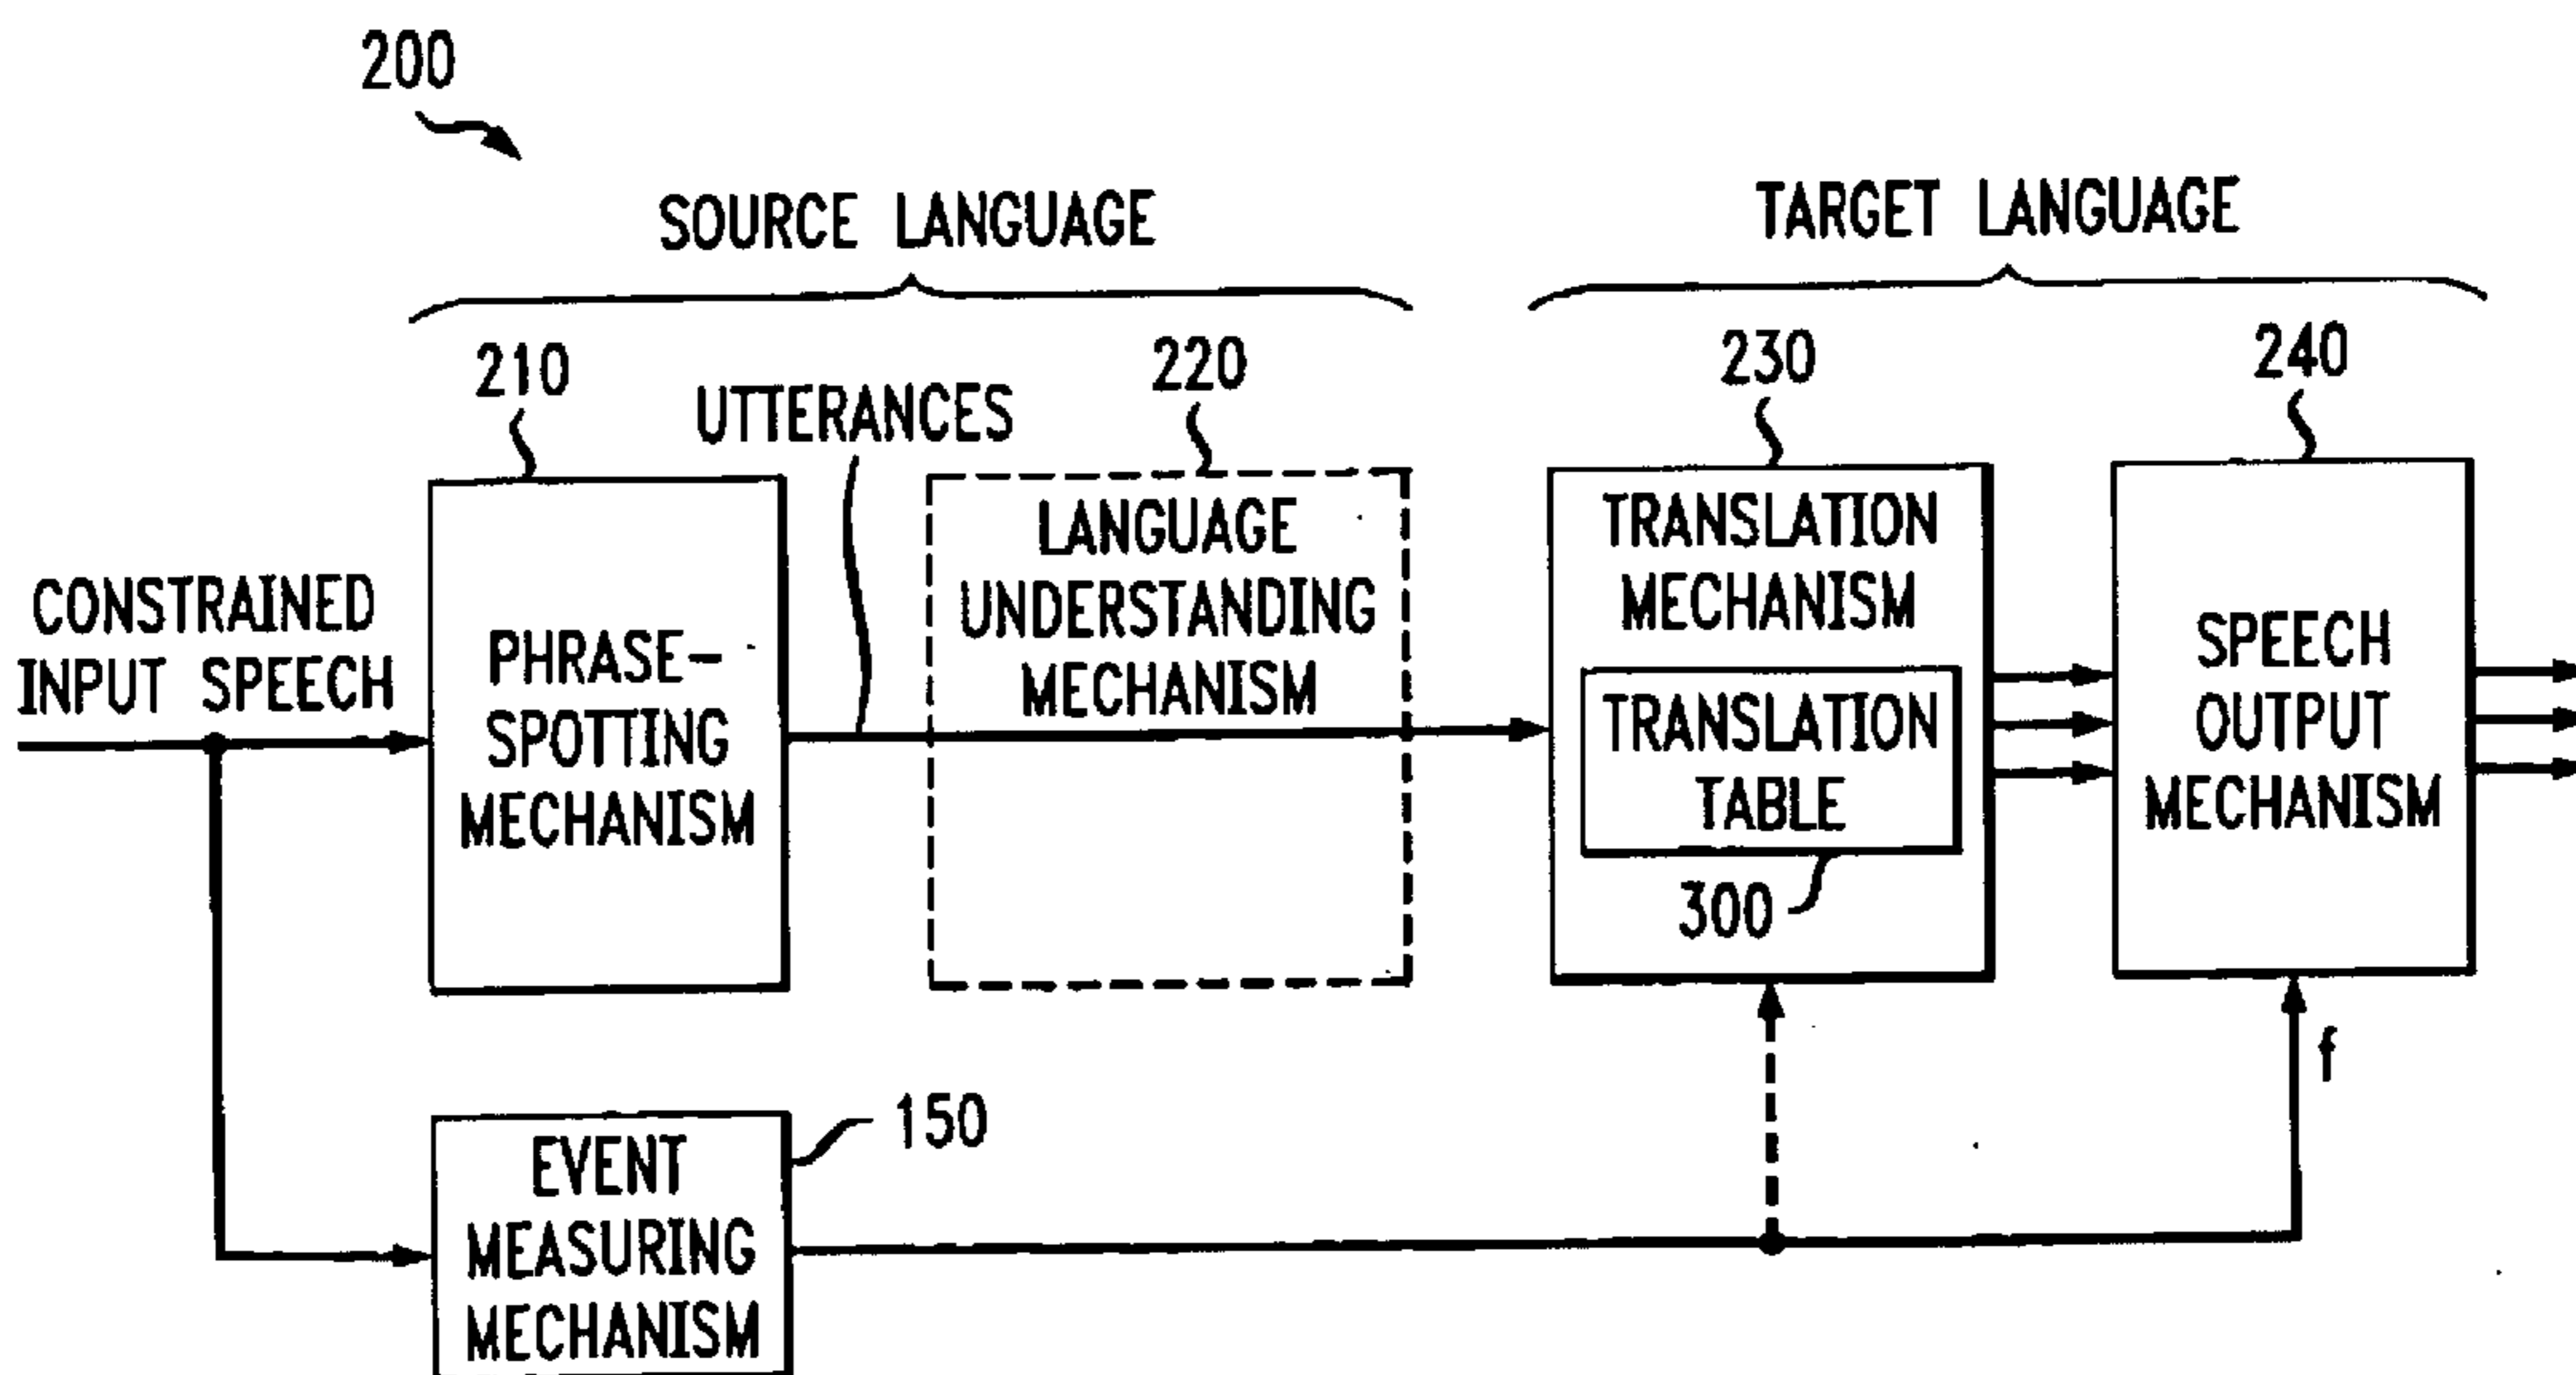 200
SOURCE LANGUAGE
TARGET LANGUAGE
210
UTTERANCES
220
230
240
CONSTRAINED
INPUT SPEECH
PHRASE-
SPOTTING
MECHANISM
LANGUAGE
UNDERSTANDING
MECHANISM
TRANSLATION
MECHANISM
TRANSLATION
TABLE
300
SPEECH
OUTPUT
MECHANISM
f
EVENT
MEASURING
MECHANISM
150